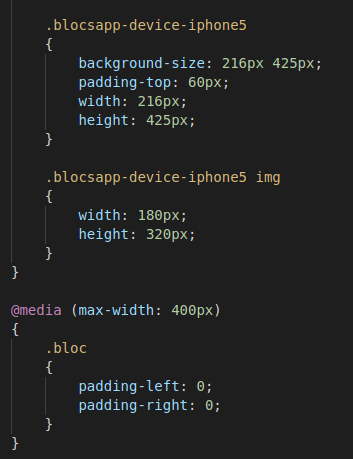 .blocsapp-device-iphone5
{
background-size: 216px 425px;
padding-top: 60px;
width: 216px;
height: 425px;
}
.blocsapp-device-iphone5 img
{
width: 180px;
height: 320px;
}
}
@media (max-width: 400px)
{
.bloc
{
padding-left: 0;
padding-right: 0;
}
}